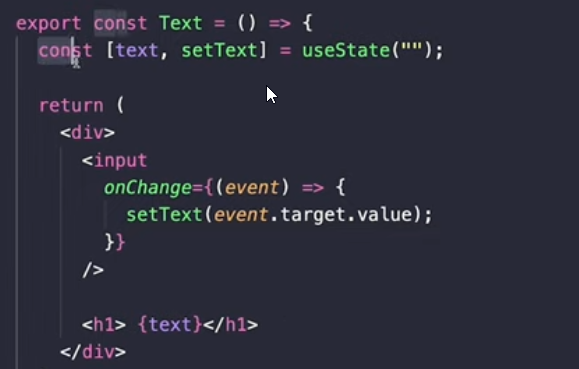 export const Text = () => {
  const [text, setText] = useState("");

  return (
    <div>
      <input
        onChange={(event) => {
          setText(event.target.value);
        }}
      />

      <h1> {text}</h1>
    </div>